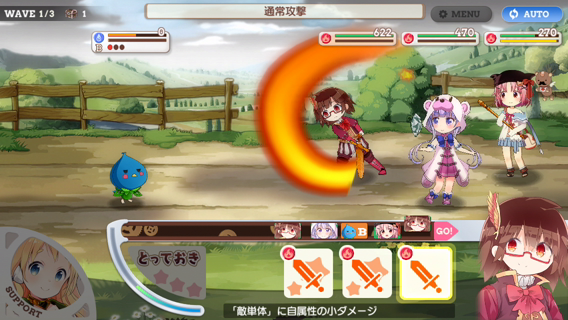 WAVE 1/3 1
通常攻撃
MENU
AUTO
0
B
622
470
270
B
GO!
とっておき
SUPPORT
「敵単体」に自属性の小ダメージ